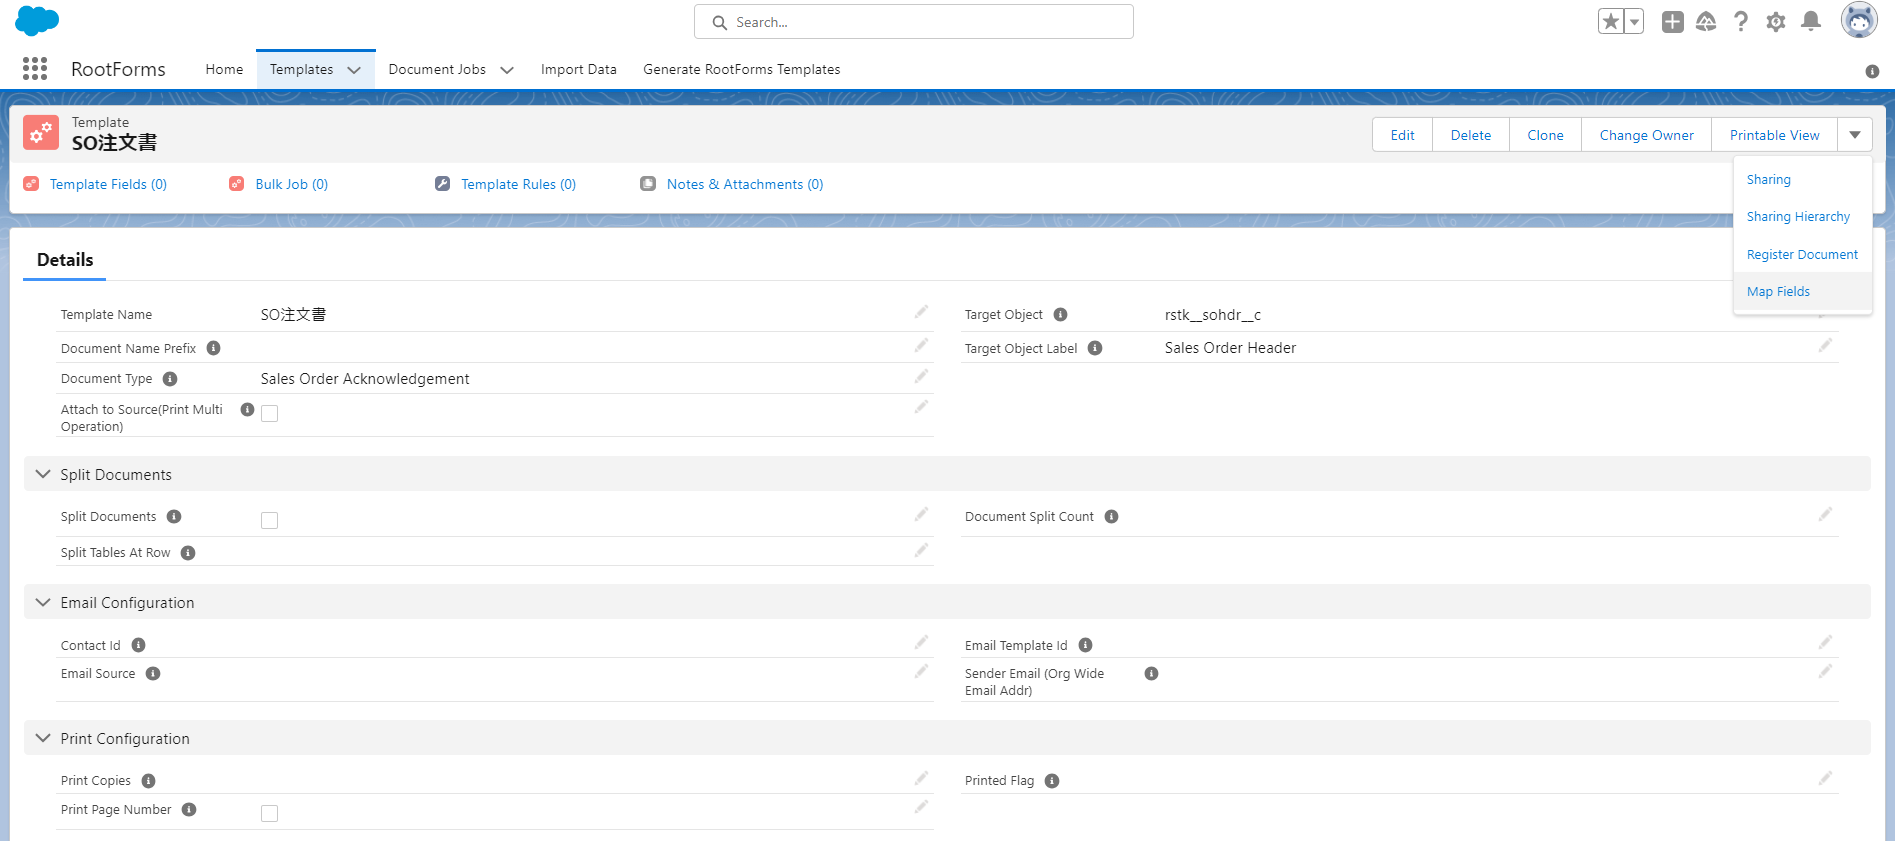 Search...
RootForms
Home
Templates
Document Jobs
Import Data
Generate RootForms Templates
Template
SO注文書
Edit
Delete
Clone
Change Owner
Printable View
Sharing
Sharing Hierarchy
Register Document
Map Fields
Template Fields (0)
Bulk Job (0)
Template Rules (0)
Notes & Attachments (0)
Details
Template Name
SO注文書
Target Object
rstk__sohdr__c
Document Name Prefix
Target Object Label
Sales Order Header
Document Type
Sales Order Acknowledgement
Attach to Source(Print Multi
Operation)
Split Documents
Split Documents
Document Split Count
Split Tables At Row
Email Configuration
Contact Id
Email Template Id
Email Source
Sender Email (Org Wide
Email Addr)
Print Configuration
Print Copies
Printed Flag
Print Page Number